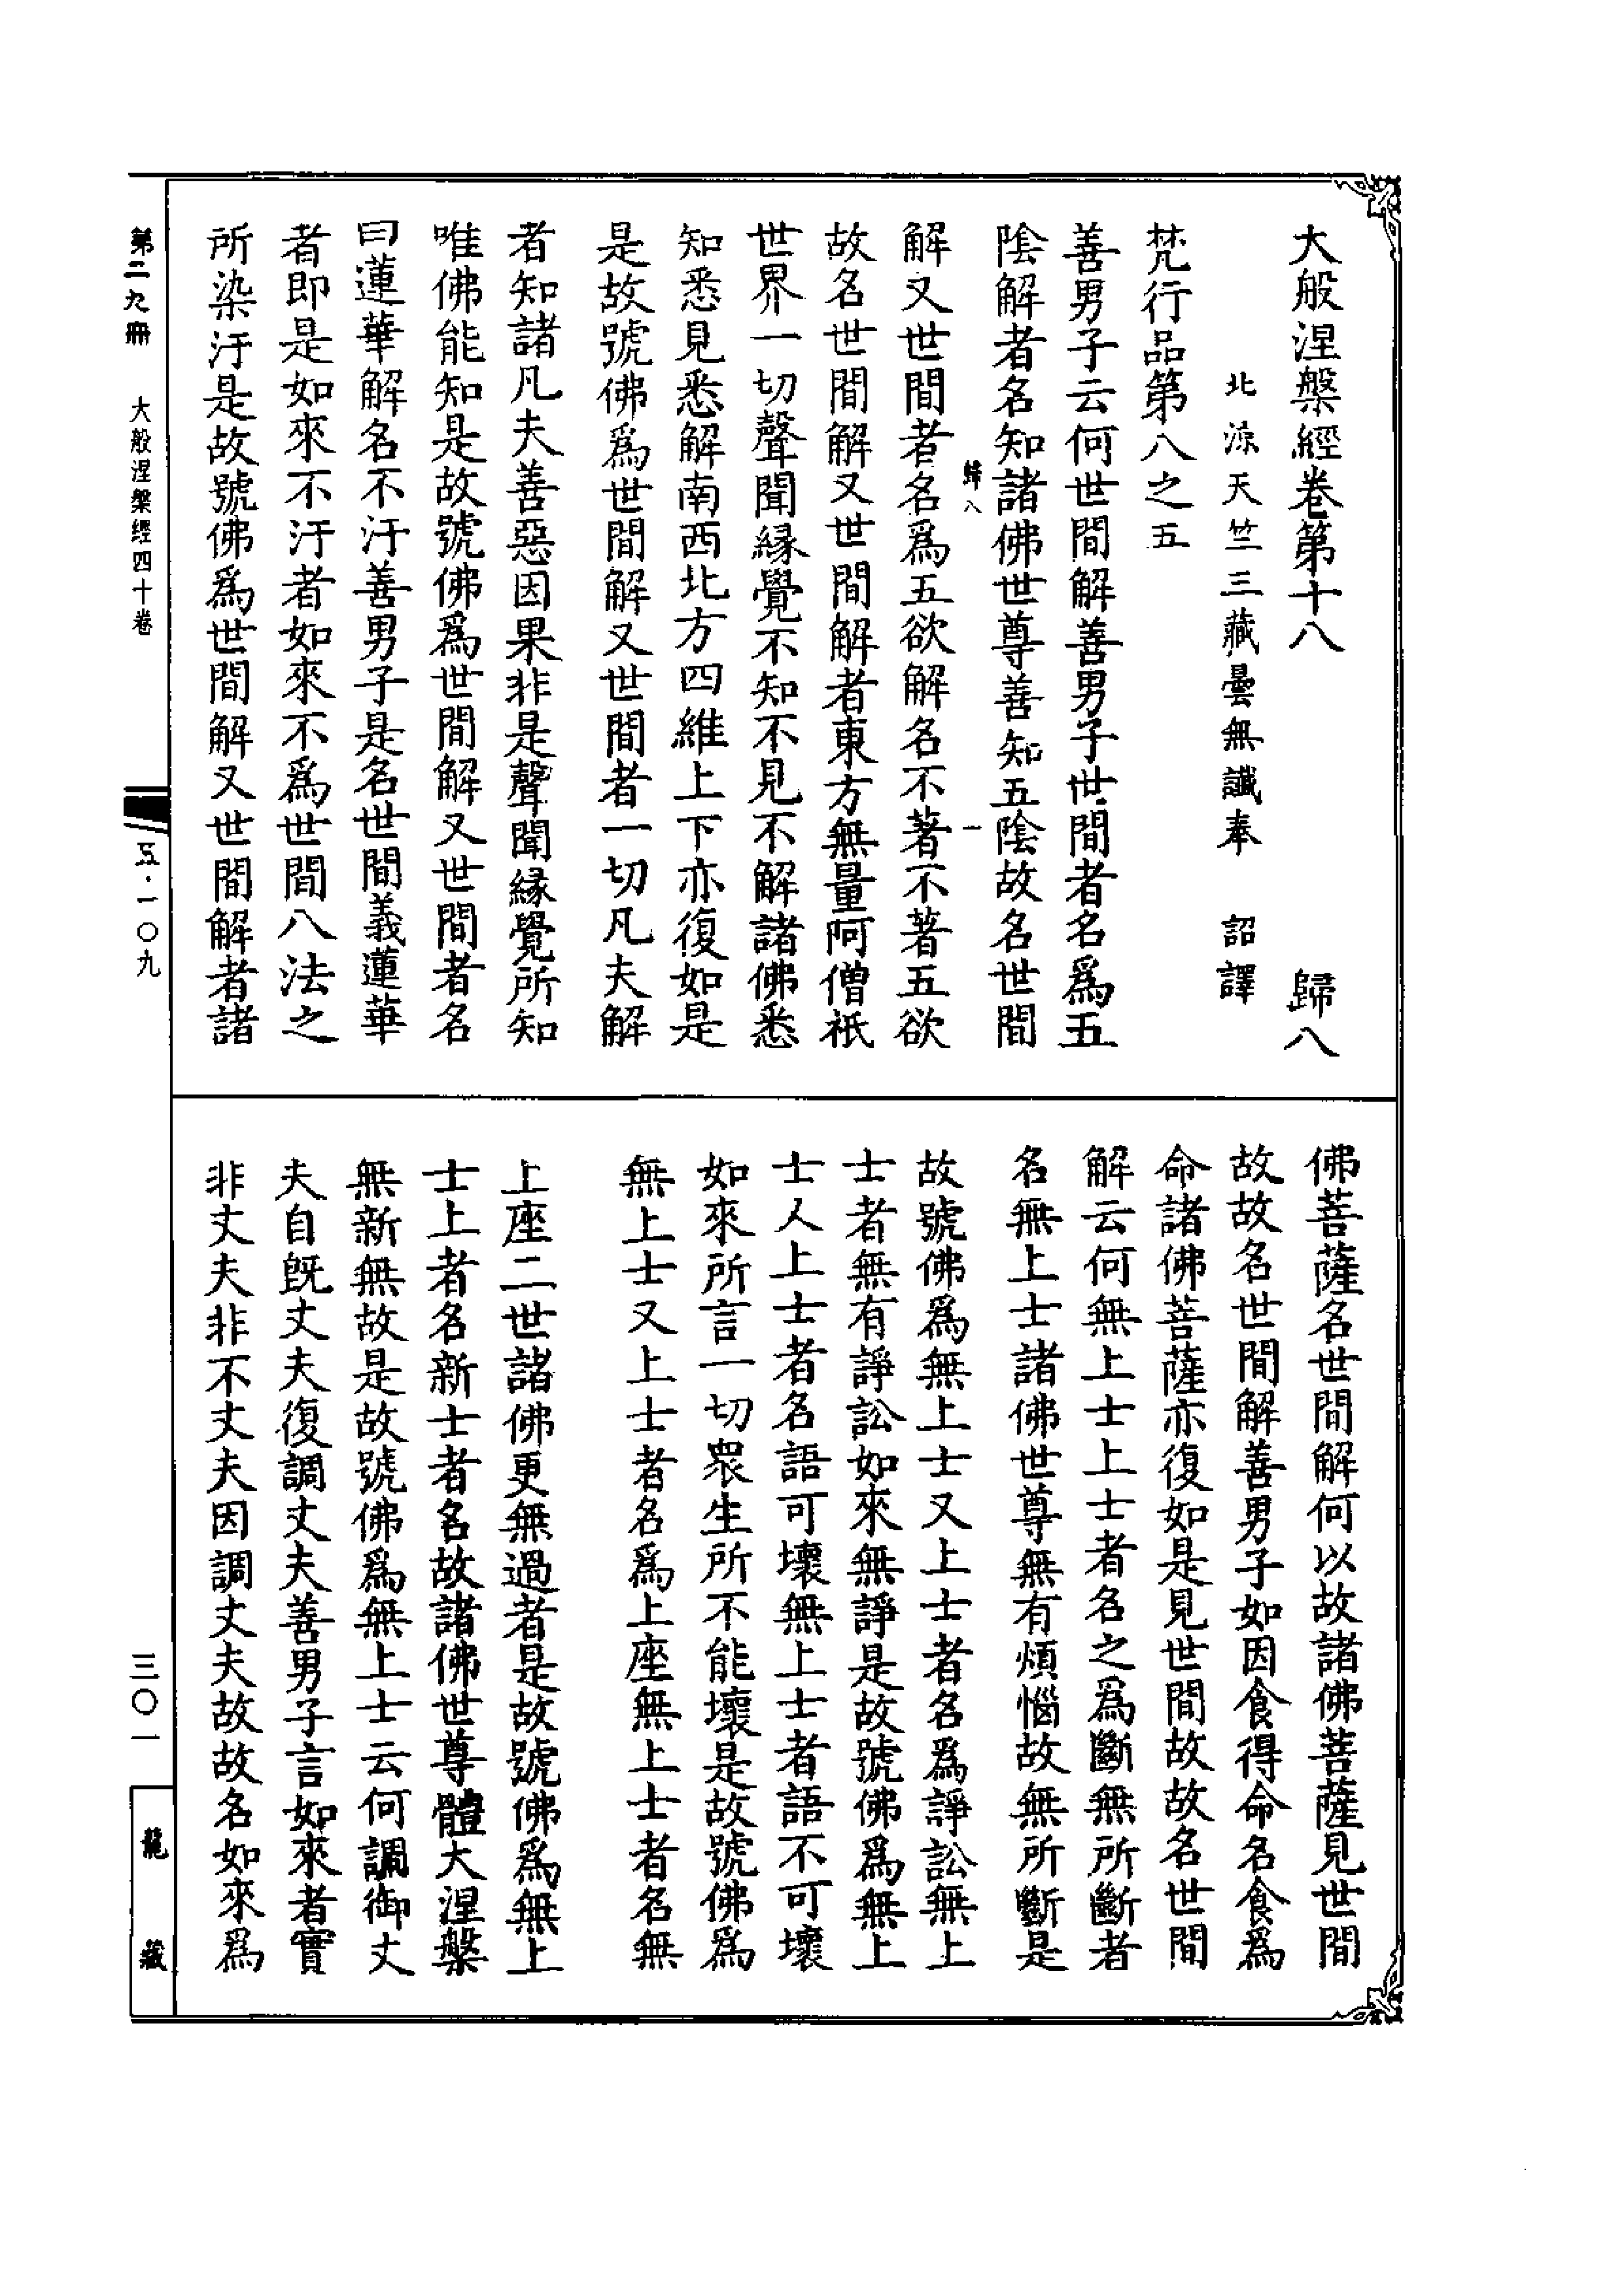 大般涅槃經卷第十八　歸八
北涼天竺三藏曇無讖奉　詔譯
梵行品第八之五
善男子云何世間解善男子世間者名爲五
陰解者名知諸佛世尊善知五陰故名世間
歸八　一
解又世間者名爲五欲解名不著不著五欲
故名世間解又世間解者東方無量阿僧祇
世界一切聲聞緣覺不知不見不解諸佛悉
知悉見悉解南西北方四維上下亦復如是
是故號佛爲世間解又世間者一切凡夫解
者知諸凡夫善惡因果非是聲聞緣覺所知
唯佛能知是故號佛爲世間解又世間者名
曰蓮華解名不汙善男子是名世間義蓮華
者即是如來不汙者如來不爲世間八法之
所染汙是故號佛爲世間解又世間解者諸
佛菩薩名世間解何以故諸佛菩薩見世間
故故名世間解善男子如因食得命名食爲
命諸佛菩薩亦復如是見世間故故名世間
解云何無上士上士者名之爲斷無所斷者
名無上士諸佛世尊無有煩惱故無所斷是
故號佛爲無上士又上士者名爲諍訟無上
士者無有諍訟如來無諍是故號佛爲無上
士又上士者名語可壞無上士者語不可壞
如來所言一切眾生所不能壞是故號佛爲
無上士又上士者名爲上座無上士者名無
上座三世諸佛更無過者是故號佛爲無上
士上者名新士者名故諸佛世尊體大涅槃
無新無故是故號佛爲無上士云何調御丈
夫自既丈夫復調丈夫善男子言如來者實
非丈夫非不丈夫因調丈夫故故名如來爲
第二九冊　大般涅槃經四十卷
五·一〇九
三〇一
龍藏